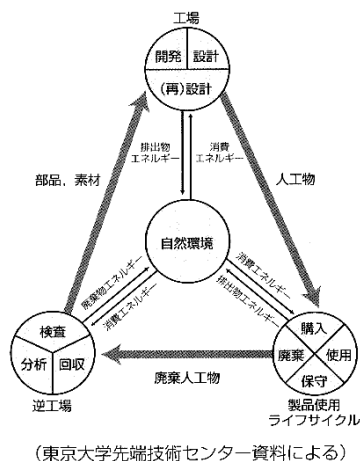 工場
開発 設計
(再)設計
排出物
エネルギー
消費
エネルギー
部品，素材
人工物
自然環境
廃棄物エネルギー
消費エネルギー
消費エネルギー
排出物エネルギー
検査
分析 回収
逆工場
購入
廃棄 使用
保守
廃棄人工物
製品使用
ライフサイクル
(東京大学先端技術センター資料による)